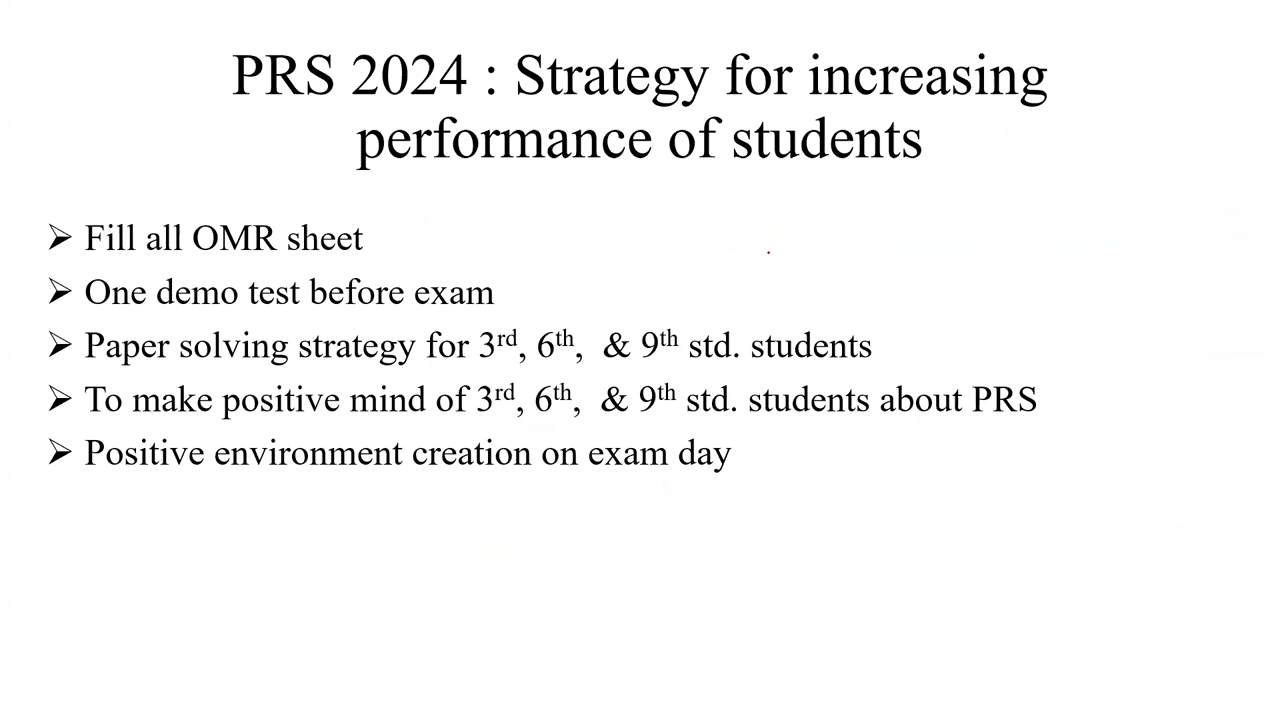 PRS 2024 : Strategy for increasing
performance of students
➢ Fill all OMR sheet
➢ One demo test before exam
➢ Paper solving strategy for 3rd, 6th, & 9th std. students
➢ To make positive mind of 3rd, 6th, & 9th std. students about PRS
➢ Positive environment creation on exam day